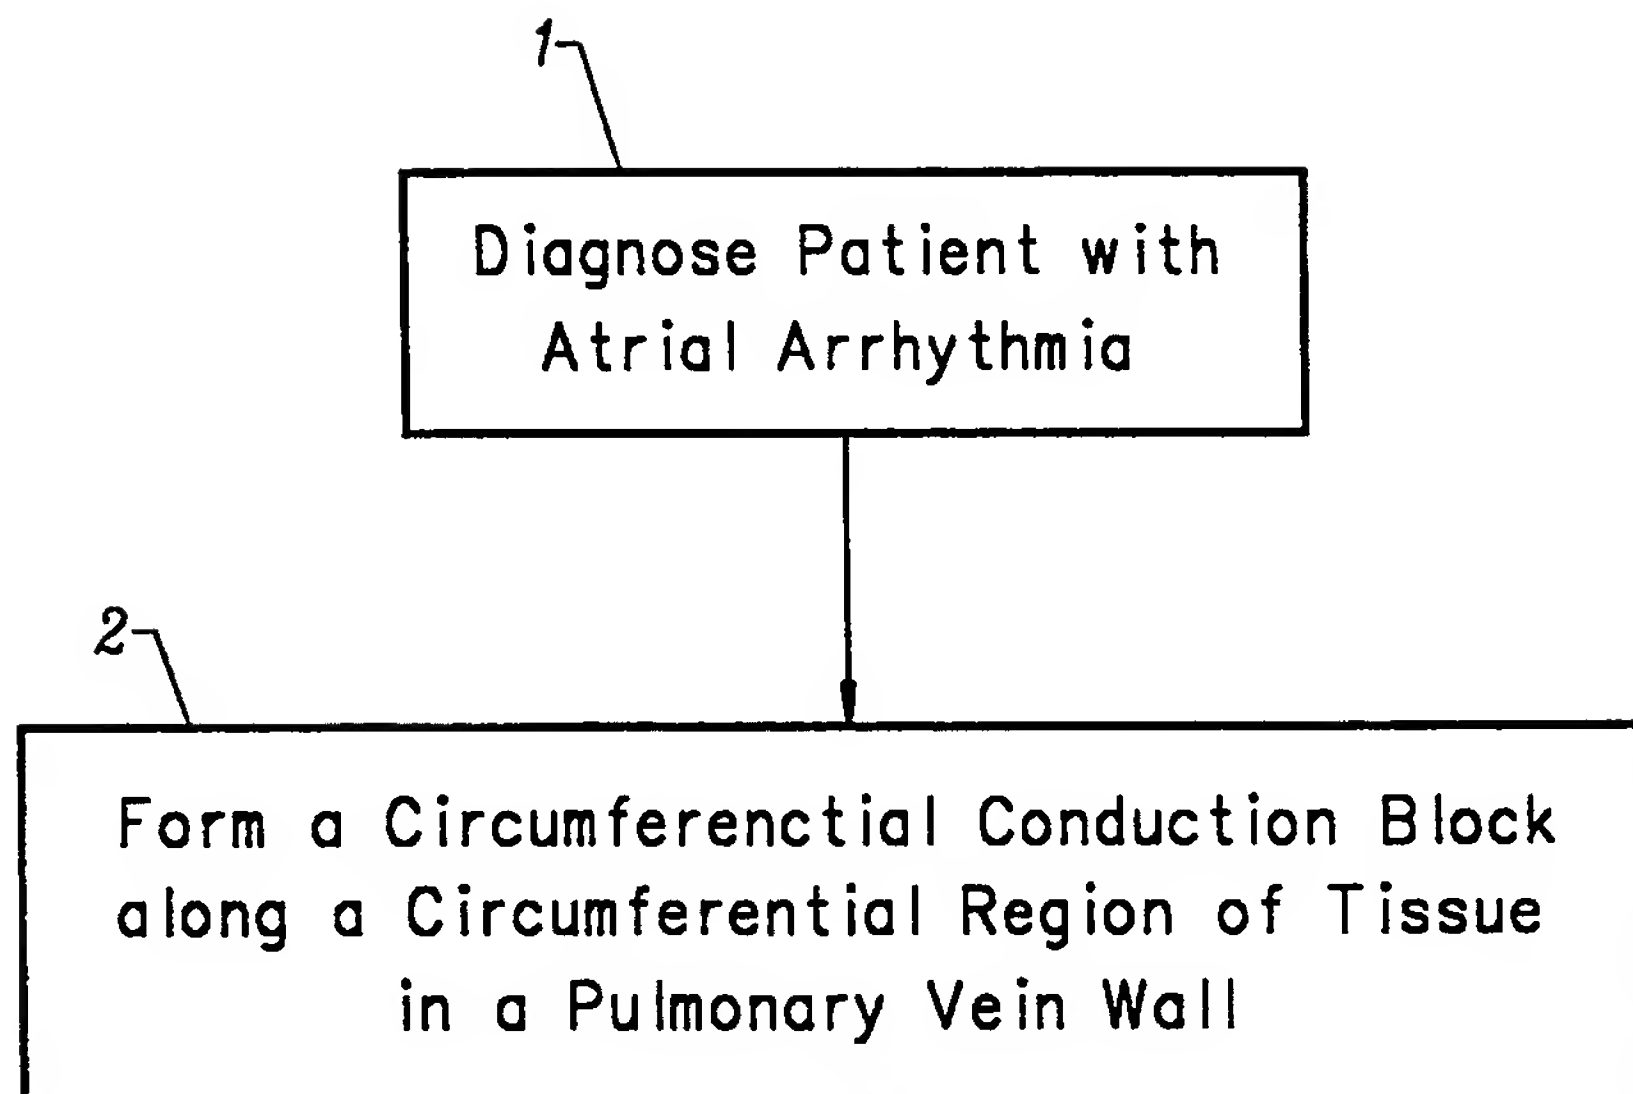 1
Diagnose Patient with
Atrial Arrhythmia
2
Form a Circumferenctial Conduction Block
along a Circumferential Region of Tissue
in a Pulmonary Vein Wall